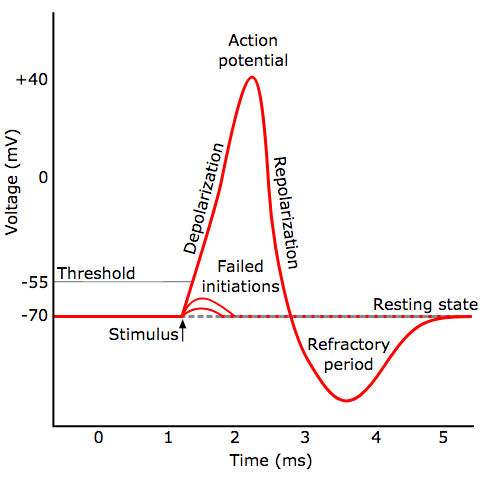 Action
potential
+40
Voltage (mV)
0
Depolarization
Repolarization
-55
Threshold
Failed
initiations
-70
Resting state
Stimulus
Refractory
period
0 1 2 3 4 5
Time (ms)